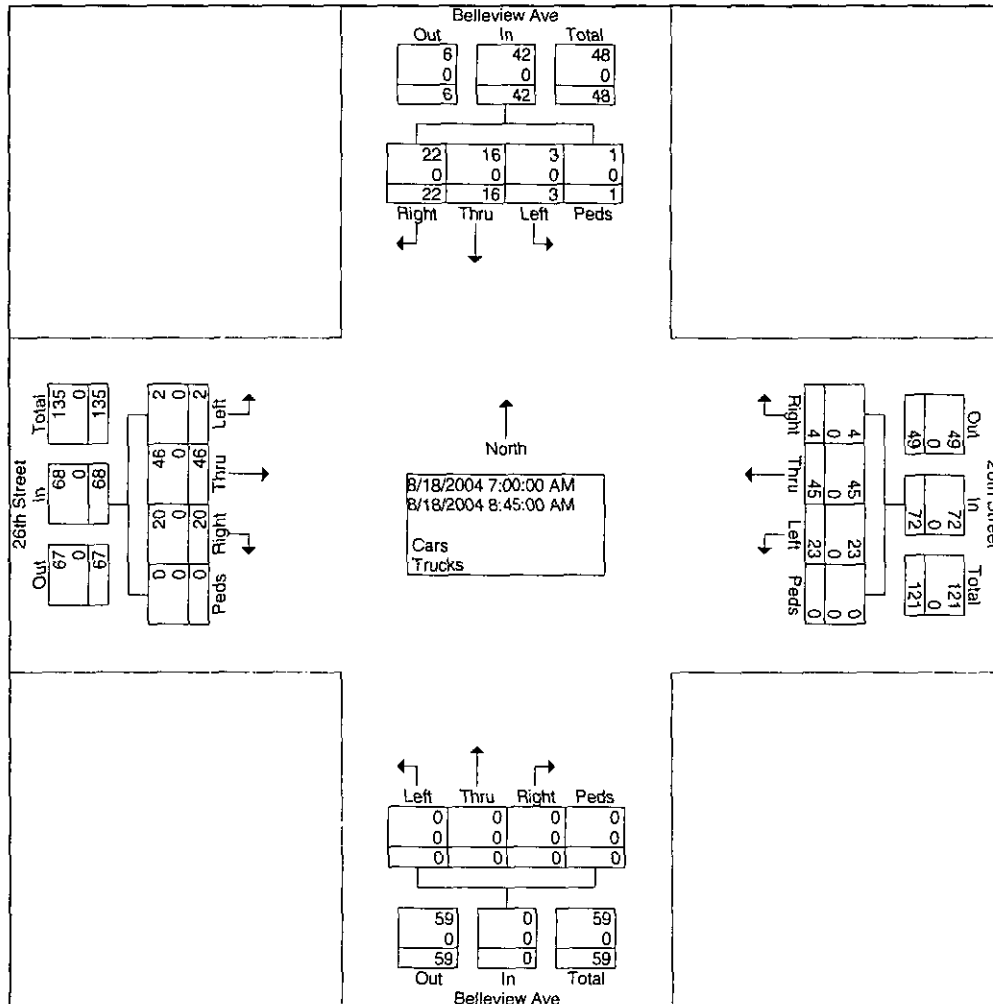 Belleview Ave
Out In Total
6 42 48
0 0 0
6 42 48
22 16 3 1
0 0 0 0
22 16 3 1
Right Thru Left Peds
26th Street
Total In Out
135 68 67
0 0 0
135 68 67
2 46 20 0
0 0 0 0
2 46 20 0
Left Thru Right Peds
North
8/18/2004 7:00:00 AM
8/18/2004 8:45:00 AM
Cars
Trucks
Right Thru Left Peds
4 45 23 0
0 0 0 0
4 45 23 0
Out In Total
49 72 121
0 0 0
49 72 121
Street
Left Thru Right Peds
0 0 0 0
0 0 0 0
0 0 0 0
59 0 59
0 0 0
59 0 59
Out In Total
Belleview Ave